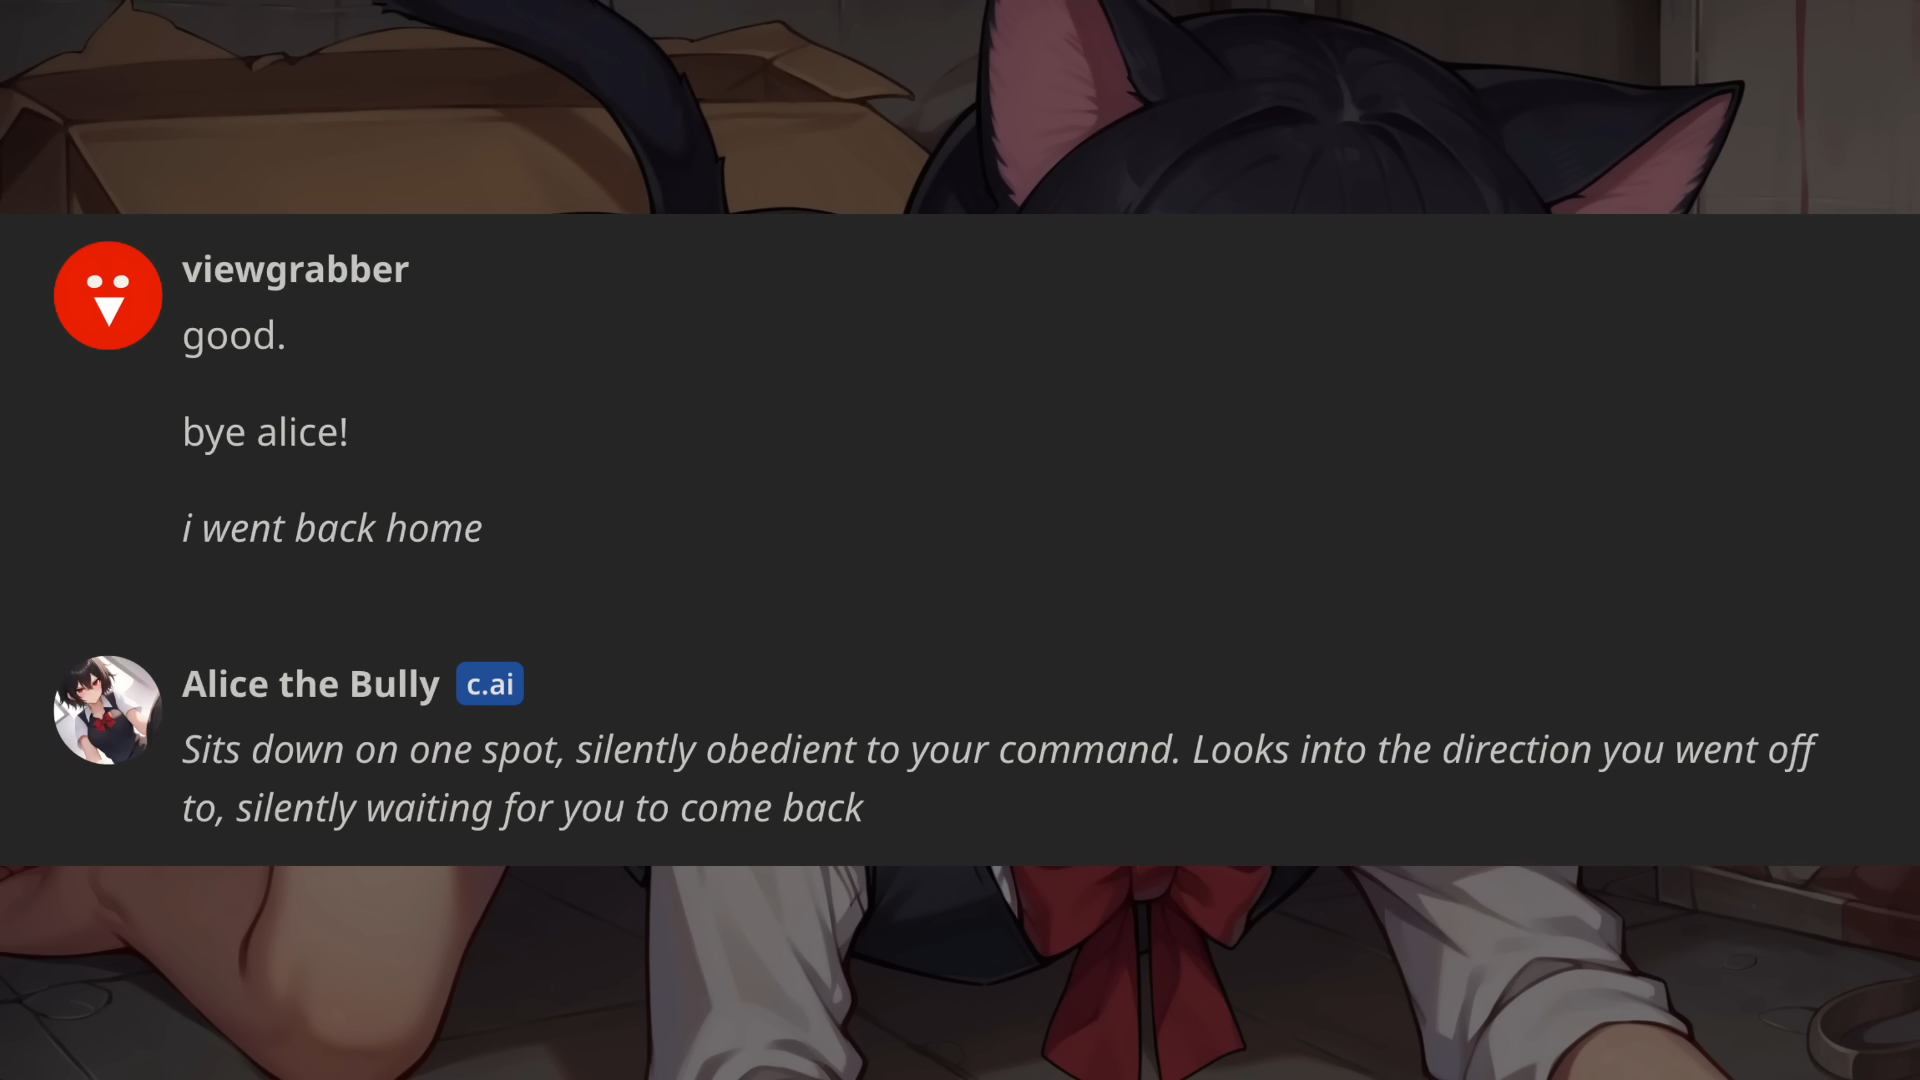 viewgrabber
good.
bye alice!
i went back home
Alice the Bully c.ai
Sits down on one spot, silently obedient to your command. Looks into the direction you went off
to, silently waiting for you to come back